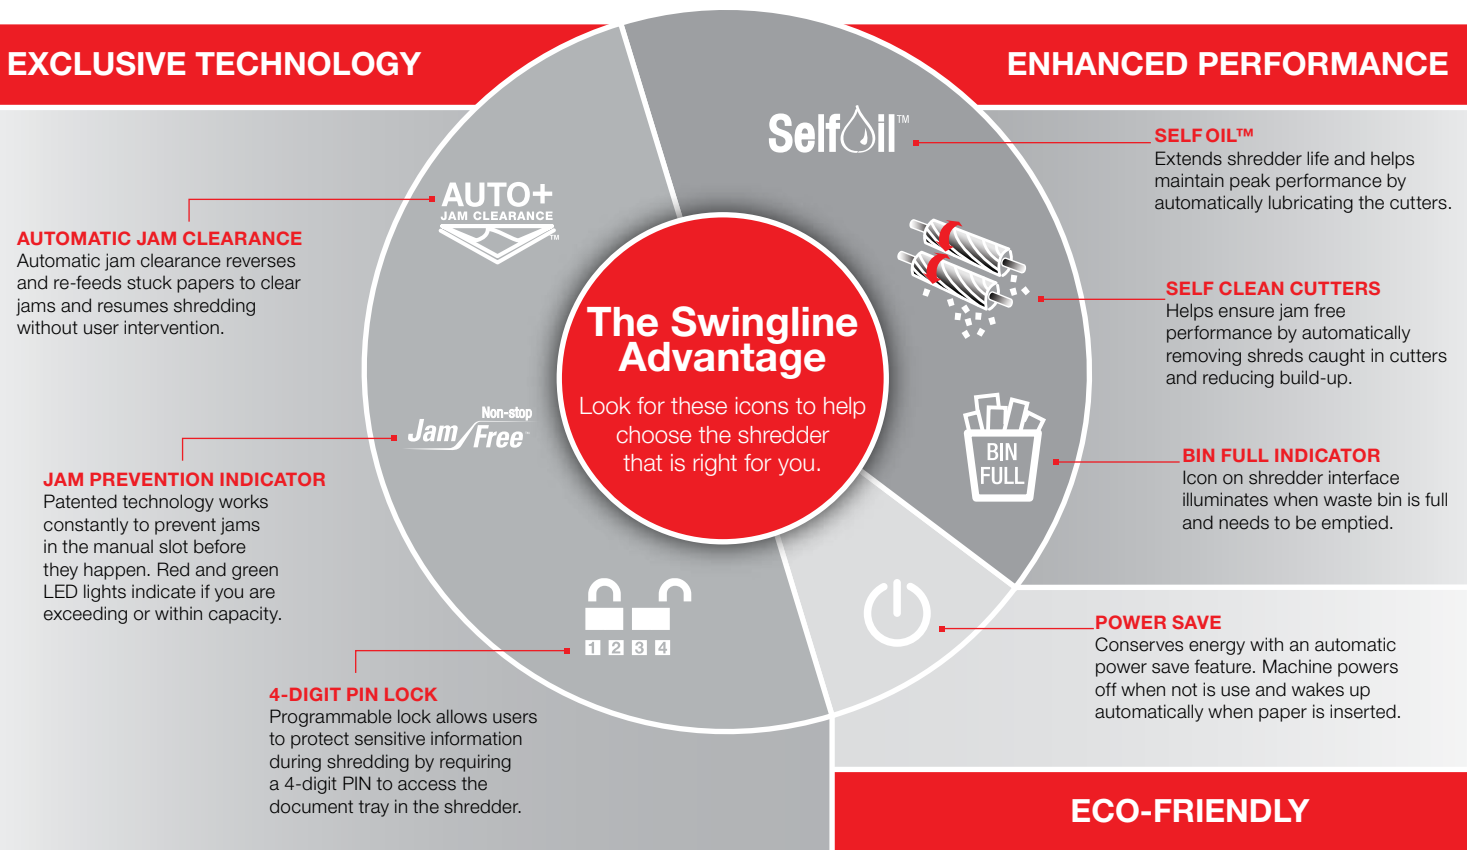 EXCLUSIVE TECHNOLOGY
AUTO+
JAM CLEARANCE
™
AUTOMATIC JAM CLEARANCE
Automatic jam clearance reverses
and re-feeds stuck papers to clear
jams and resumes shredding
without user intervention.
Non-stop
Jam Free™
JAM PREVENTION INDICATOR
Patented technology works
constantly to prevent jams
in the manual slot before
they happen. Red and green
LED lights indicate if you are
exceeding or within capacity.
1 2 3 4
4-DIGIT PIN LOCK
Programmable lock allows users
to protect sensitive information
during shredding by requiring
a 4-digit PIN to access the
document tray in the shredder.
The Swingline
Advantage
Look for these icons to help
choose the shredder
that is right for you.
ENHANCED PERFORMANCE
SelfOil™
SELF OIL™
Extends shredder life and helps
maintain peak performance by
automatically lubricating the cutters.
SELF CLEAN CUTTERS
Helps ensure jam free
performance by automatically
removing shreds caught in cutters
and reducing build-up.
BIN
FULL
BIN FULL INDICATOR
Icon on shredder interface
illuminates when waste bin is full
and needs to be emptied.
POWER SAVE
Conserves energy with an automatic
power save feature. Machine powers
off when not is use and wakes up
automatically when paper is inserted.
ECO-FRIENDLY